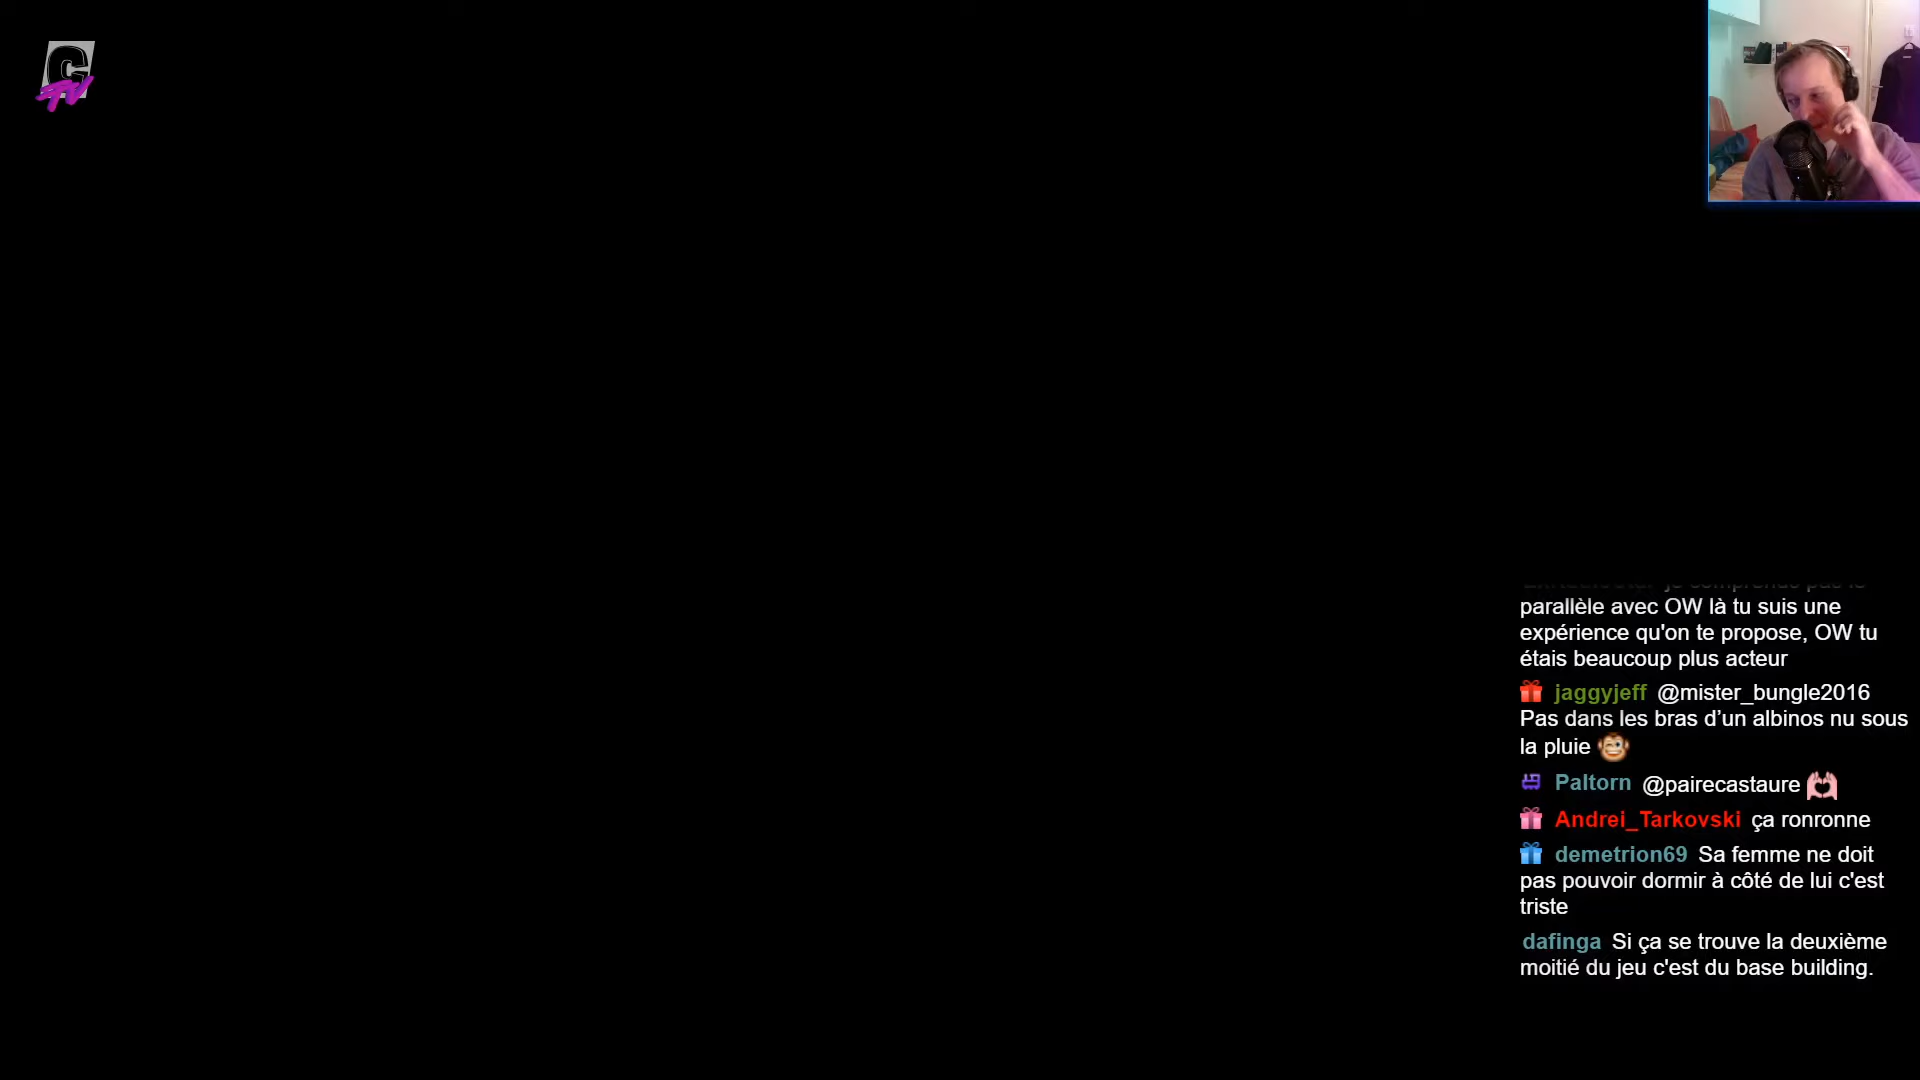 C
TV
parallèle avec OW là tu suis une
expérience qu'on te propose, OW tu
étais beaucoup plus acteur
jaggyjeff @mister_bungle2016
Pas dans les bras d’un albinos nu sous
la pluie
Paltorn @pairecastaure
Andrei_Tarkovski ça ronronne
demetrion69 Sa femme ne doit
pas pouvoir dormir à côté de lui c'est
triste
dafinga Si ça se trouve la deuxième
moitié du jeu c'est du base building.